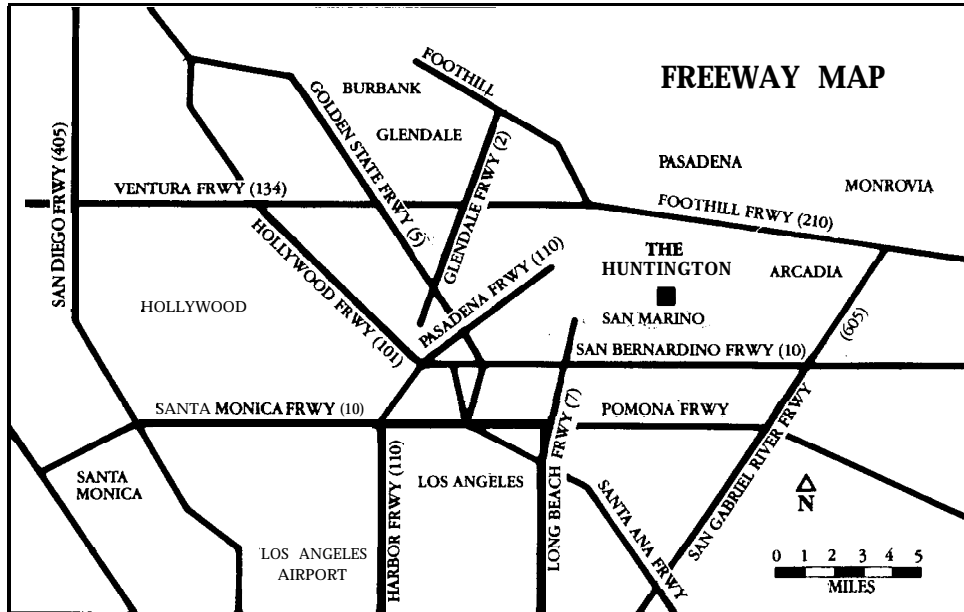 FREEWAY MAP
FOOTHILL
BURBANK
GOLDEN STATE FRWY (5)
GLENDALE
GLENDALE FRWY (2)
SAN DIEGO FRWY (405)
PASADENA
MONROVIA
VENTURA FRWY (134)
FOOTHILL FRWY (210)
HOLLYWOOD FRWY (101)
PASADENA FRWY (110)
THE
HUNTINGTON
ARCADIA
HOLLYWOOD
SAN MARINO
(605)
SAN BERNARDINO FRWY (10)
SANTA MONICA FRWY (10)
LONG BEACH FRWY (7)
POMONA FRWY
SAN GABRIEL RIVER FRWY
SANTA
MONICA
HARBOR FRWY (110)
LOS ANGELES
SANTA ANA FRWY
N
LOS ANGELES
AIRPORT
0 1 2 3 4 5
MILES